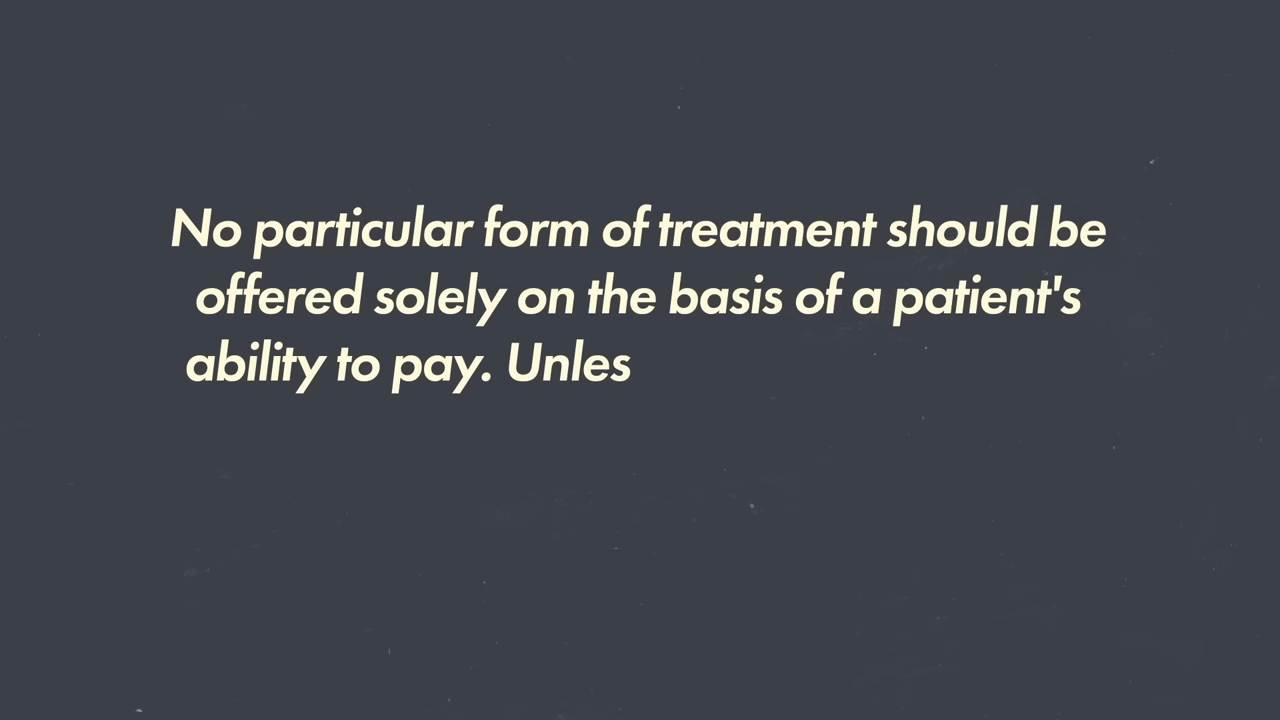 No particular form of treatment should be
offered solely on the basis of a patient's
ability to pay. Unles